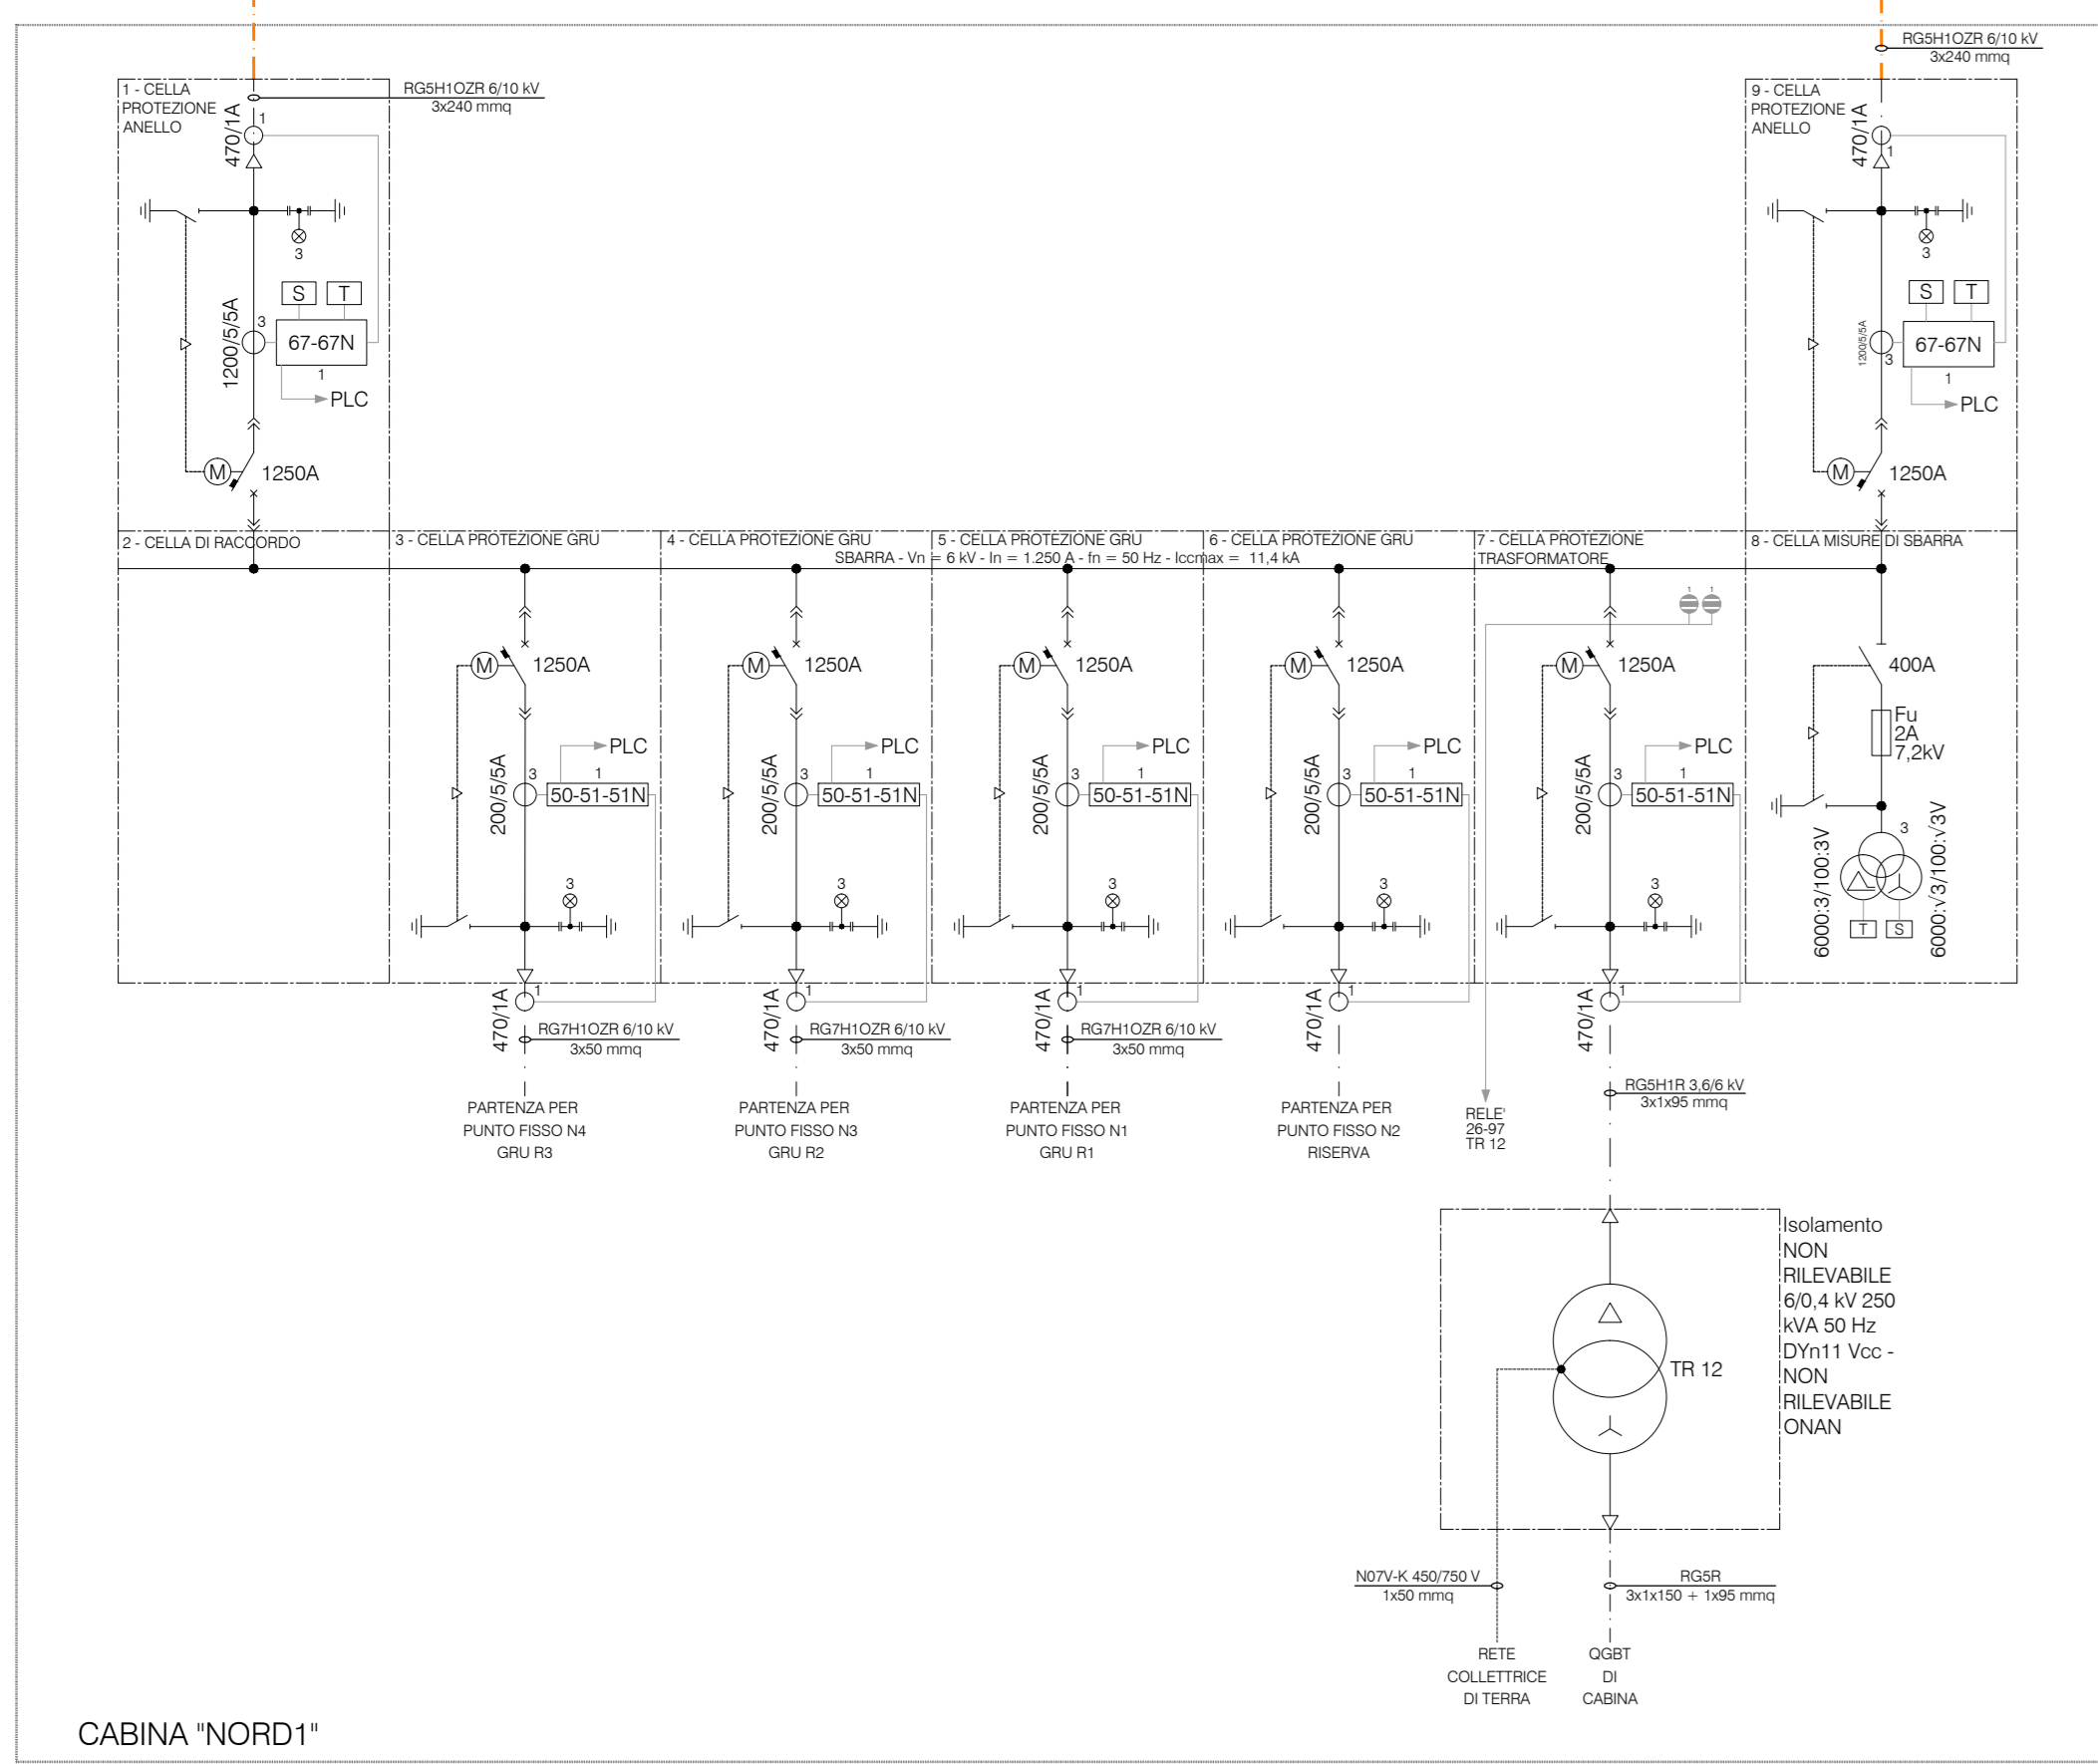 RG5H1OZR 6/10 kV
3x240 mmq
1 - CELLA
PROTEZIONE
ANELLO
RG5H1OZR 6/10 kV
3x240 mmq
470/1A
1
3
S
T
1200/5/5A
3
67-67N
1
PLC
M
1250A
9 - CELLA
PROTEZIONE
ANELLO
470/1A
1
3
S
T
1200/5/5A
3
67-67N
1
PLC
M
1250A
2 - CELLA DI RACCORDO
3 - CELLA PROTEZIONE GRU
4 - CELLA PROTEZIONE GRU
5 - CELLA PROTEZIONE GRU
6 - CELLA PROTEZIONE GRU
7 - CELLA PROTEZIONE
TRASFORMATORE
8 - CELLA MISURE DI SBARRA
SBARRA - Vn = 6 kV - In = 1.250 A - fn = 50 Hz - Iccmax = 11,4 kA
M
1250A
PLC
200/5/5A
3
1
50-51-51N
3
470/1A
1
RG7H1OZR 6/10 kV
3x50 mmq
PARTENZA PER
PUNTO FISSO N4
GRU R3
M
1250A
PLC
200/5/5A
3
1
50-51-51N
3
470/1A
1
RG7H1OZR 6/10 kV
3x50 mmq
PARTENZA PER
PUNTO FISSO N3
GRU R2
M
1250A
PLC
200/5/5A
3
1
50-51-51N
3
470/1A
1
RG7H1OZR 6/10 kV
3x50 mmq
PARTENZA PER
PUNTO FISSO N1
GRU R1
M
1250A
PLC
200/5/5A
3
1
50-51-51N
3
470/1A
1
PARTENZA PER
PUNTO FISSO N2
RISERVA
1
1
M
1250A
PLC
200/5/5A
3
1
50-51-51N
3
470/1A
1
RELE'
26-97
TR 12
RG5H1R 3,6/6 kV
3x1x95 mmq
400A
Fu
2A
7,2kV
3
6000:3/100:3V
6000:√3/100:√3V
T
S
Isolamento
NON
RILEVABILE
6/0,4 kV 250
kVA 50 Hz
DYn11 Vcc -
NON
RILEVABILE
ONAN
TR 12
N07V-K 450/750 V
1x50 mmq
RG5R
3x1x150 + 1x95 mmq
RETE
COLLETTRICE
DI TERRA
QGBT
DI
CABINA
CABINA "NORD1"